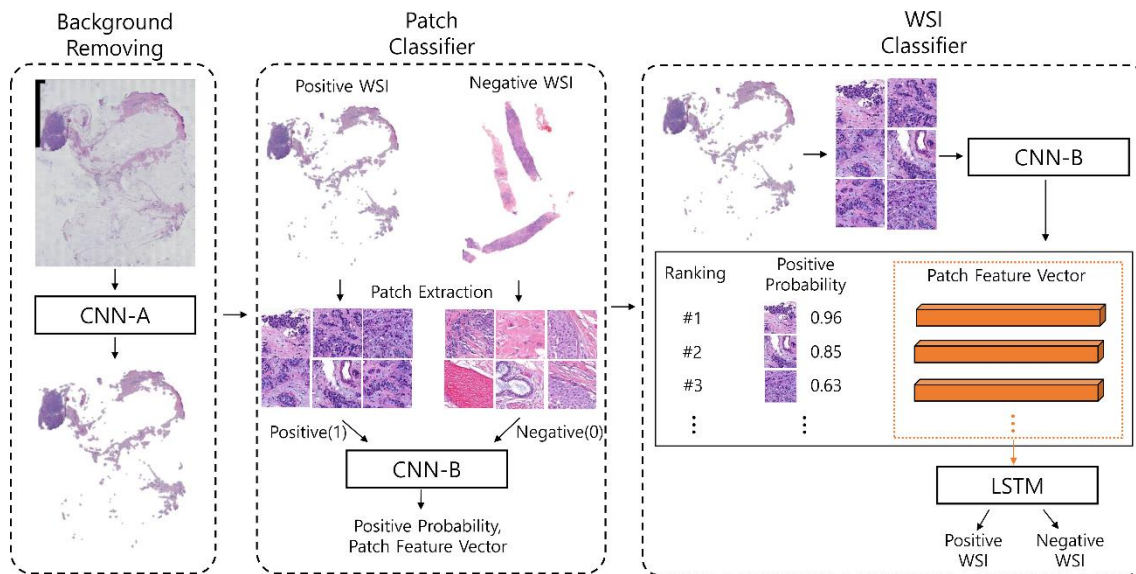 Background
Removing
CNN-A
Patch
Classifier
Positive WSI
Negative WSI
Patch Extraction
Positive(1)
Negative(0)
CNN-B
Positive Probability,
Patch Feature Vector
WSI
Classifier
CNN-B
Ranking
Positive
Probability
Patch Feature Vector
#1
0.96
#2
0.85
#3
0.63
LSTM
Positive
WSI
Negative
WSI